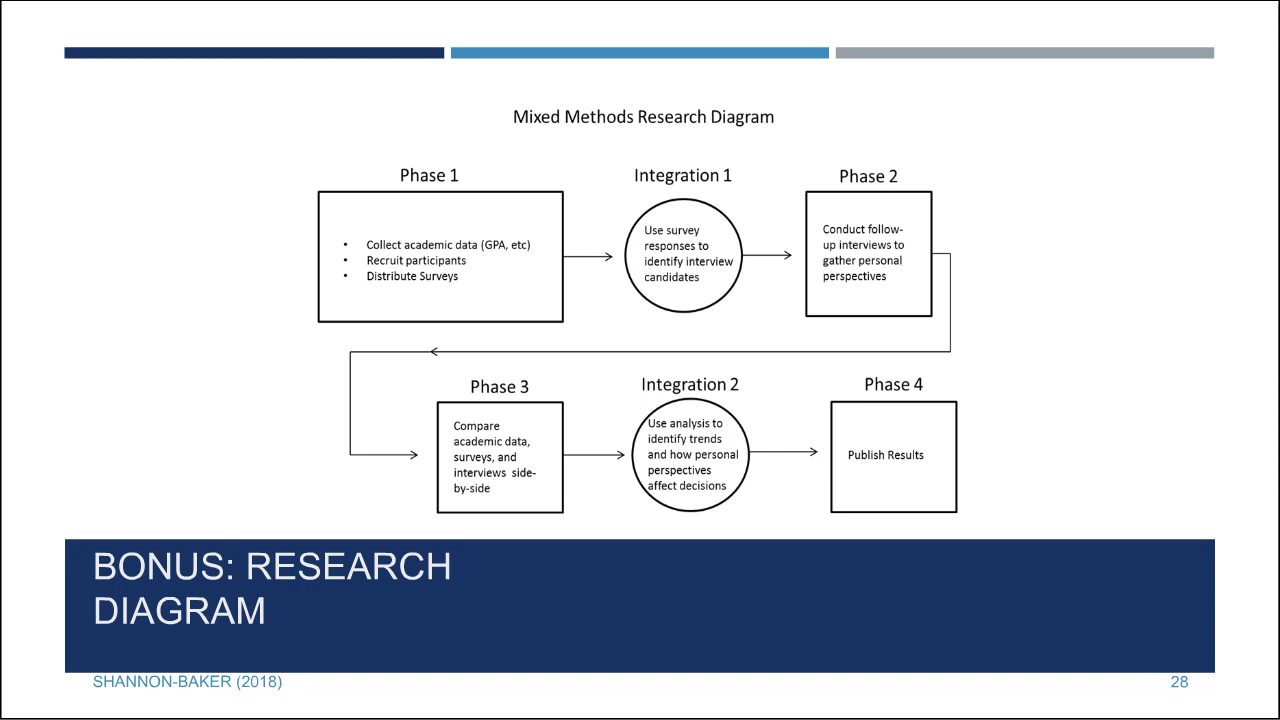 Mixed Methods Research Diagram
Phase 1
• Collect academic data (GPA, etc)
• Recruit participants
• Distribute Surveys
Integration 1
Use survey
responses to
identify interview
candidates
Phase 2
Conduct follow-
up interviews to
gather personal
perspectives
Phase 3
Compare
academic data,
surveys, and
interviews side-
by-side
Integration 2
Use analysis to
identify trends
and how personal
perspectives
affect decisions
Phase 4
Publish Results
BONUS: RESEARCH
DIAGRAM
SHANNON-BAKER (2018)
28